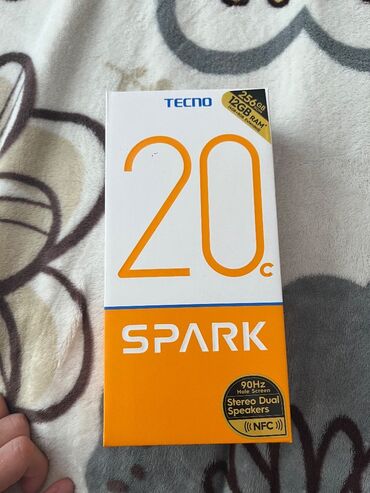 TECNO
256GB
12GB RAM
20c
SPARK
90Hz
Hole Screen
Stereo Dual
Speakers
NFC